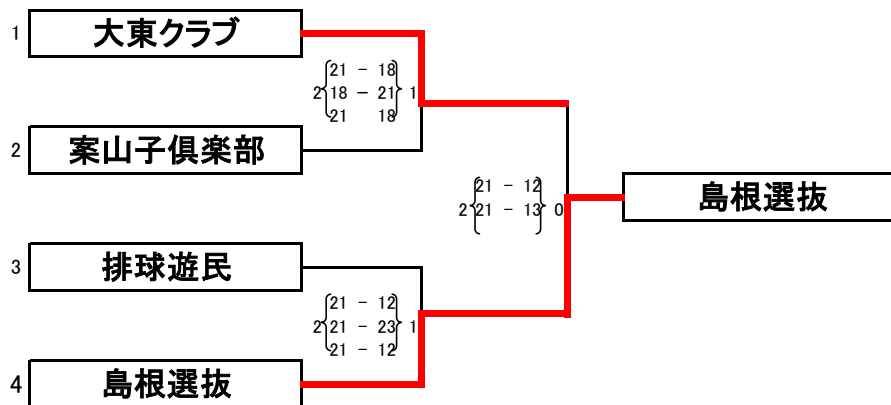 1 大東クラブ
21 - 18
2 18 - 21 1
21 18
2 案山子倶楽部
21 - 12
2 21 - 13 0
島根選抜
3 排球遊民
21 - 12
2 21 - 23 1
21 - 12
4 島根選抜